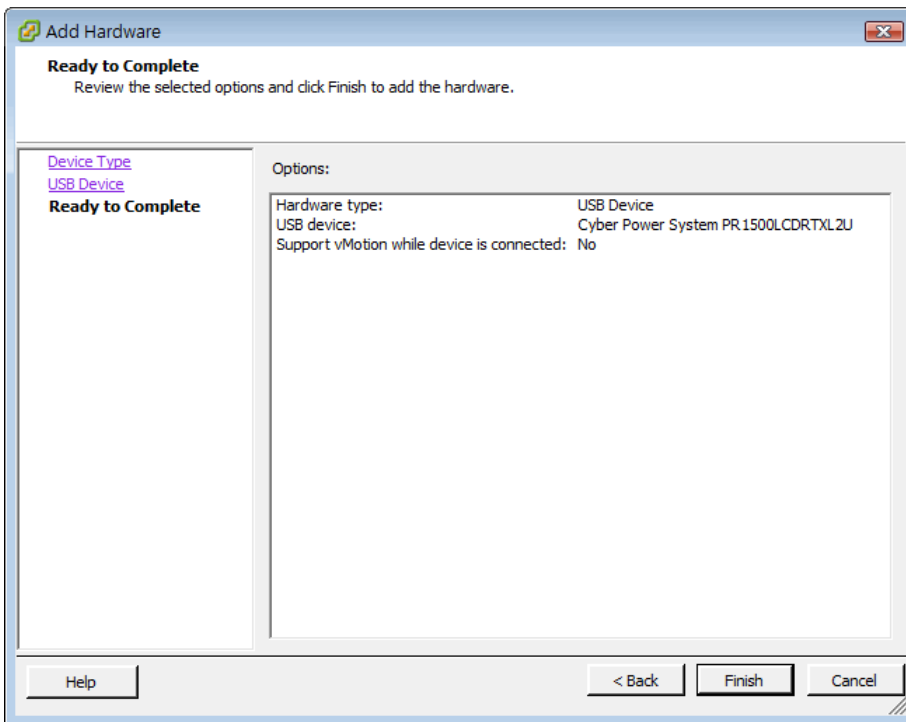 Add Hardware
Ready to Complete
Review the selected options and click Finish to add the hardware.
Device Type
USB Device
Ready to Complete
Options:
Hardware type: USB Device
USB device: Cyber Power System PR1500LCDRTXL2U
Support vMotion while device is connected: No
Help
< Back
Finish
Cancel